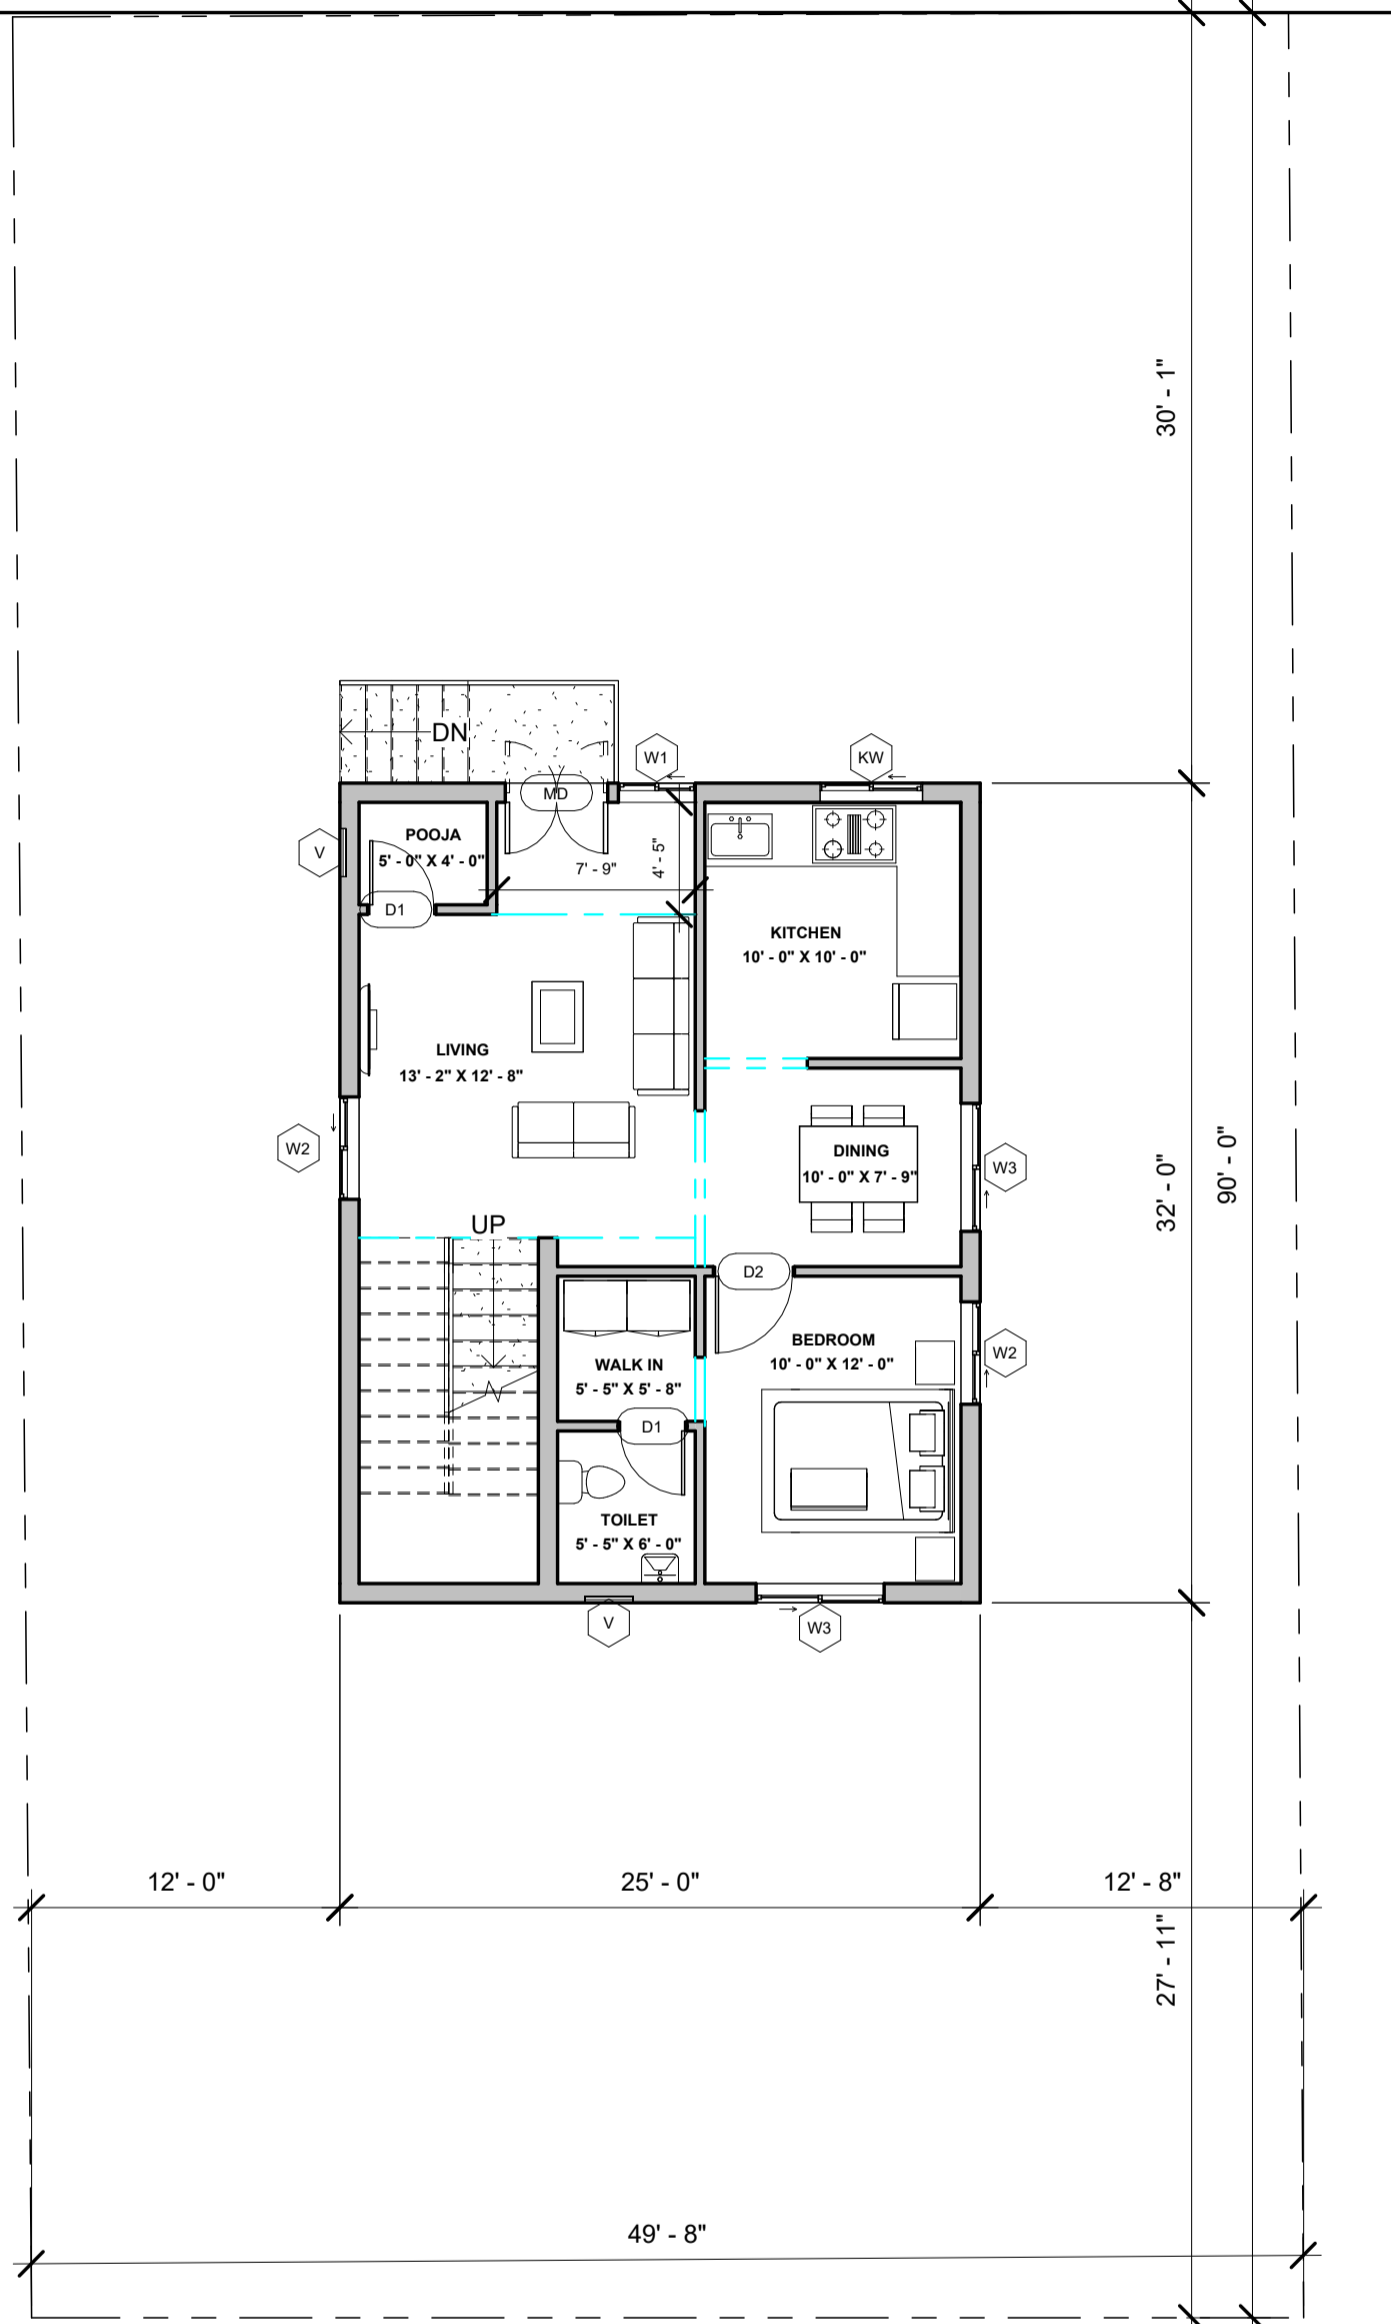 30' - 1"
DN
W1
KW
MD
POOJA
5' - 0" X 4' - 0"
V
7' - 9"
4' - 5"
D1
KITCHEN
10' - 0" X 10' - 0"
LIVING
13' - 2" X 12' - 8"
W2
DINING
10' - 0" X 7' - 9"
W3
32' - 0"
90' - 0"
UP
D2
BEDROOM
10' - 0" X 12' - 0"
W2
WALK IN
5' - 5" X 5' - 8"
D1
TOILET
5' - 5" X 6' - 0"
V
W3
12' - 0"
25' - 0"
12' - 8"
27' - 11"
49' - 8"